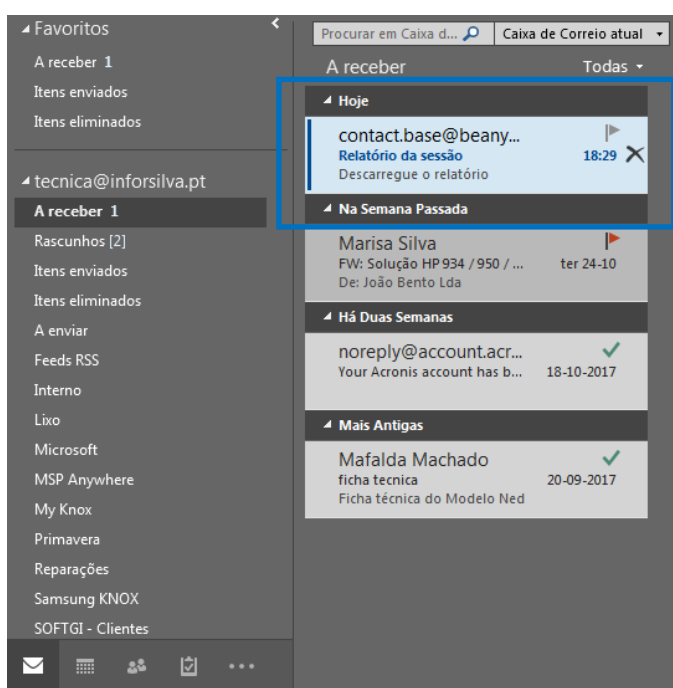 Favoritos
A receber 1
Itens enviados
Itens eliminados
tecnica@inforsilva.pt
A receber 1
Rascunhos [2]
Itens enviados
Itens eliminados
A enviar
Feeds RSS
Interno
Lixo
Microsoft
MSP Anywhere
My Knox
Primavera
Reparações
Samsung KNOX
SOFTGI - Clientes
Procurar em Caixa d... Caixa de Correio atual
A receber Todas
Hoje
contact.base@beany...
Relatório da sessão 18:29
Descarregue o relatório
Na Semana Passada
Marisa Silva
FW: Solução HP 934 / 950 / ... ter 24-10
De: João Bento Lda
Há Duas Semanas
noreply@account.acr...
Your Acronis account has b... 18-10-2017
Mais Antigas
Mafalda Machado
ficha tecnica 20-09-2017
Ficha técnica do Modelo Ned